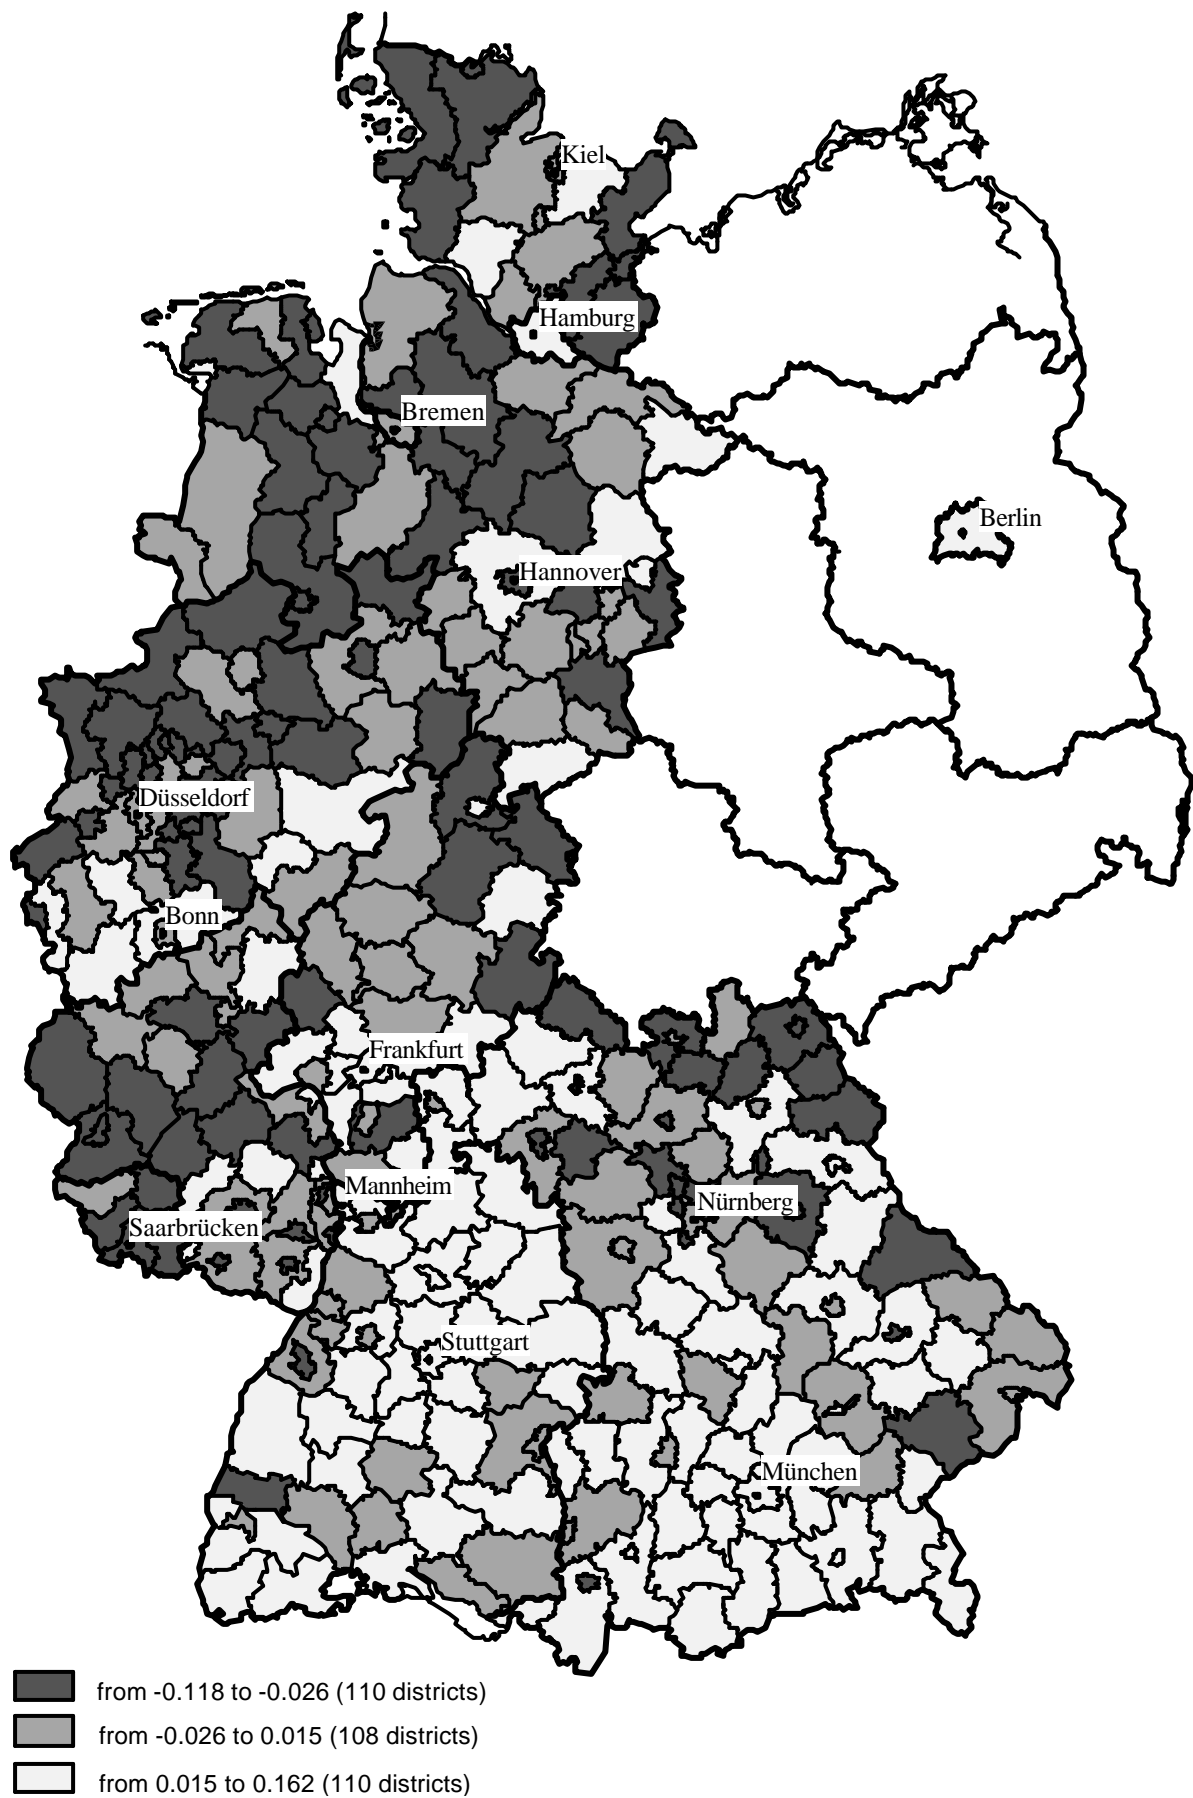 Kiel
Hamburg
Bremen
Berlin
Hannover
Düsseldorf
Bonn
Frankfurt
Mannheim
Nürnberg
Saarbrücken
Stuttgart
München
from -0.118 to -0.026 (110 districts)
from -0.026 to 0.015 (108 districts)
from 0.015 to 0.162 (110 districts)